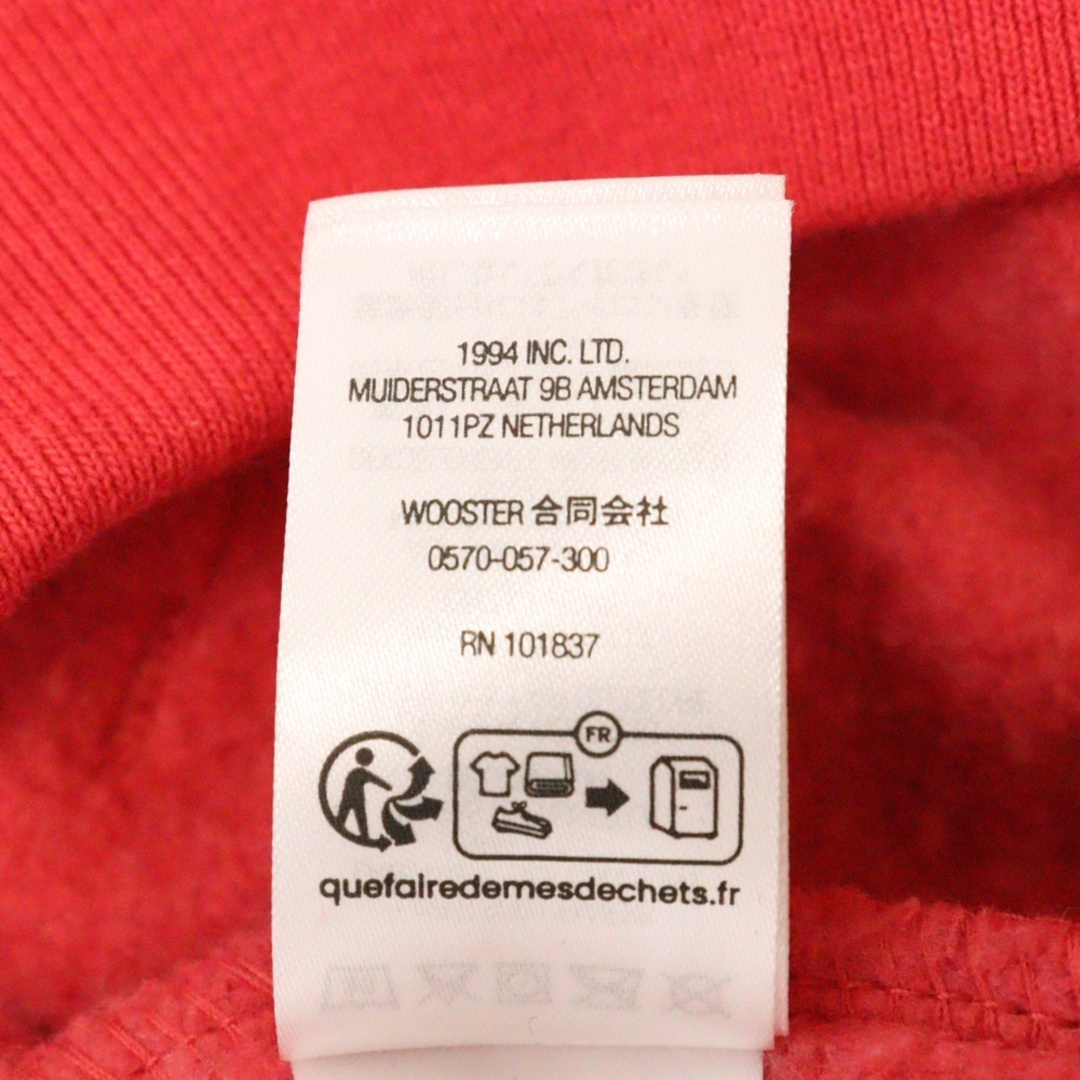 1994 INC. LTD.
MUIDERSTRAAT 9B AMSTERDAM
1011PZ NETHERLANDS
WOOSTER 合同会社
0570-057-300
RN 101837
FR
quefairedemesdechets.fr